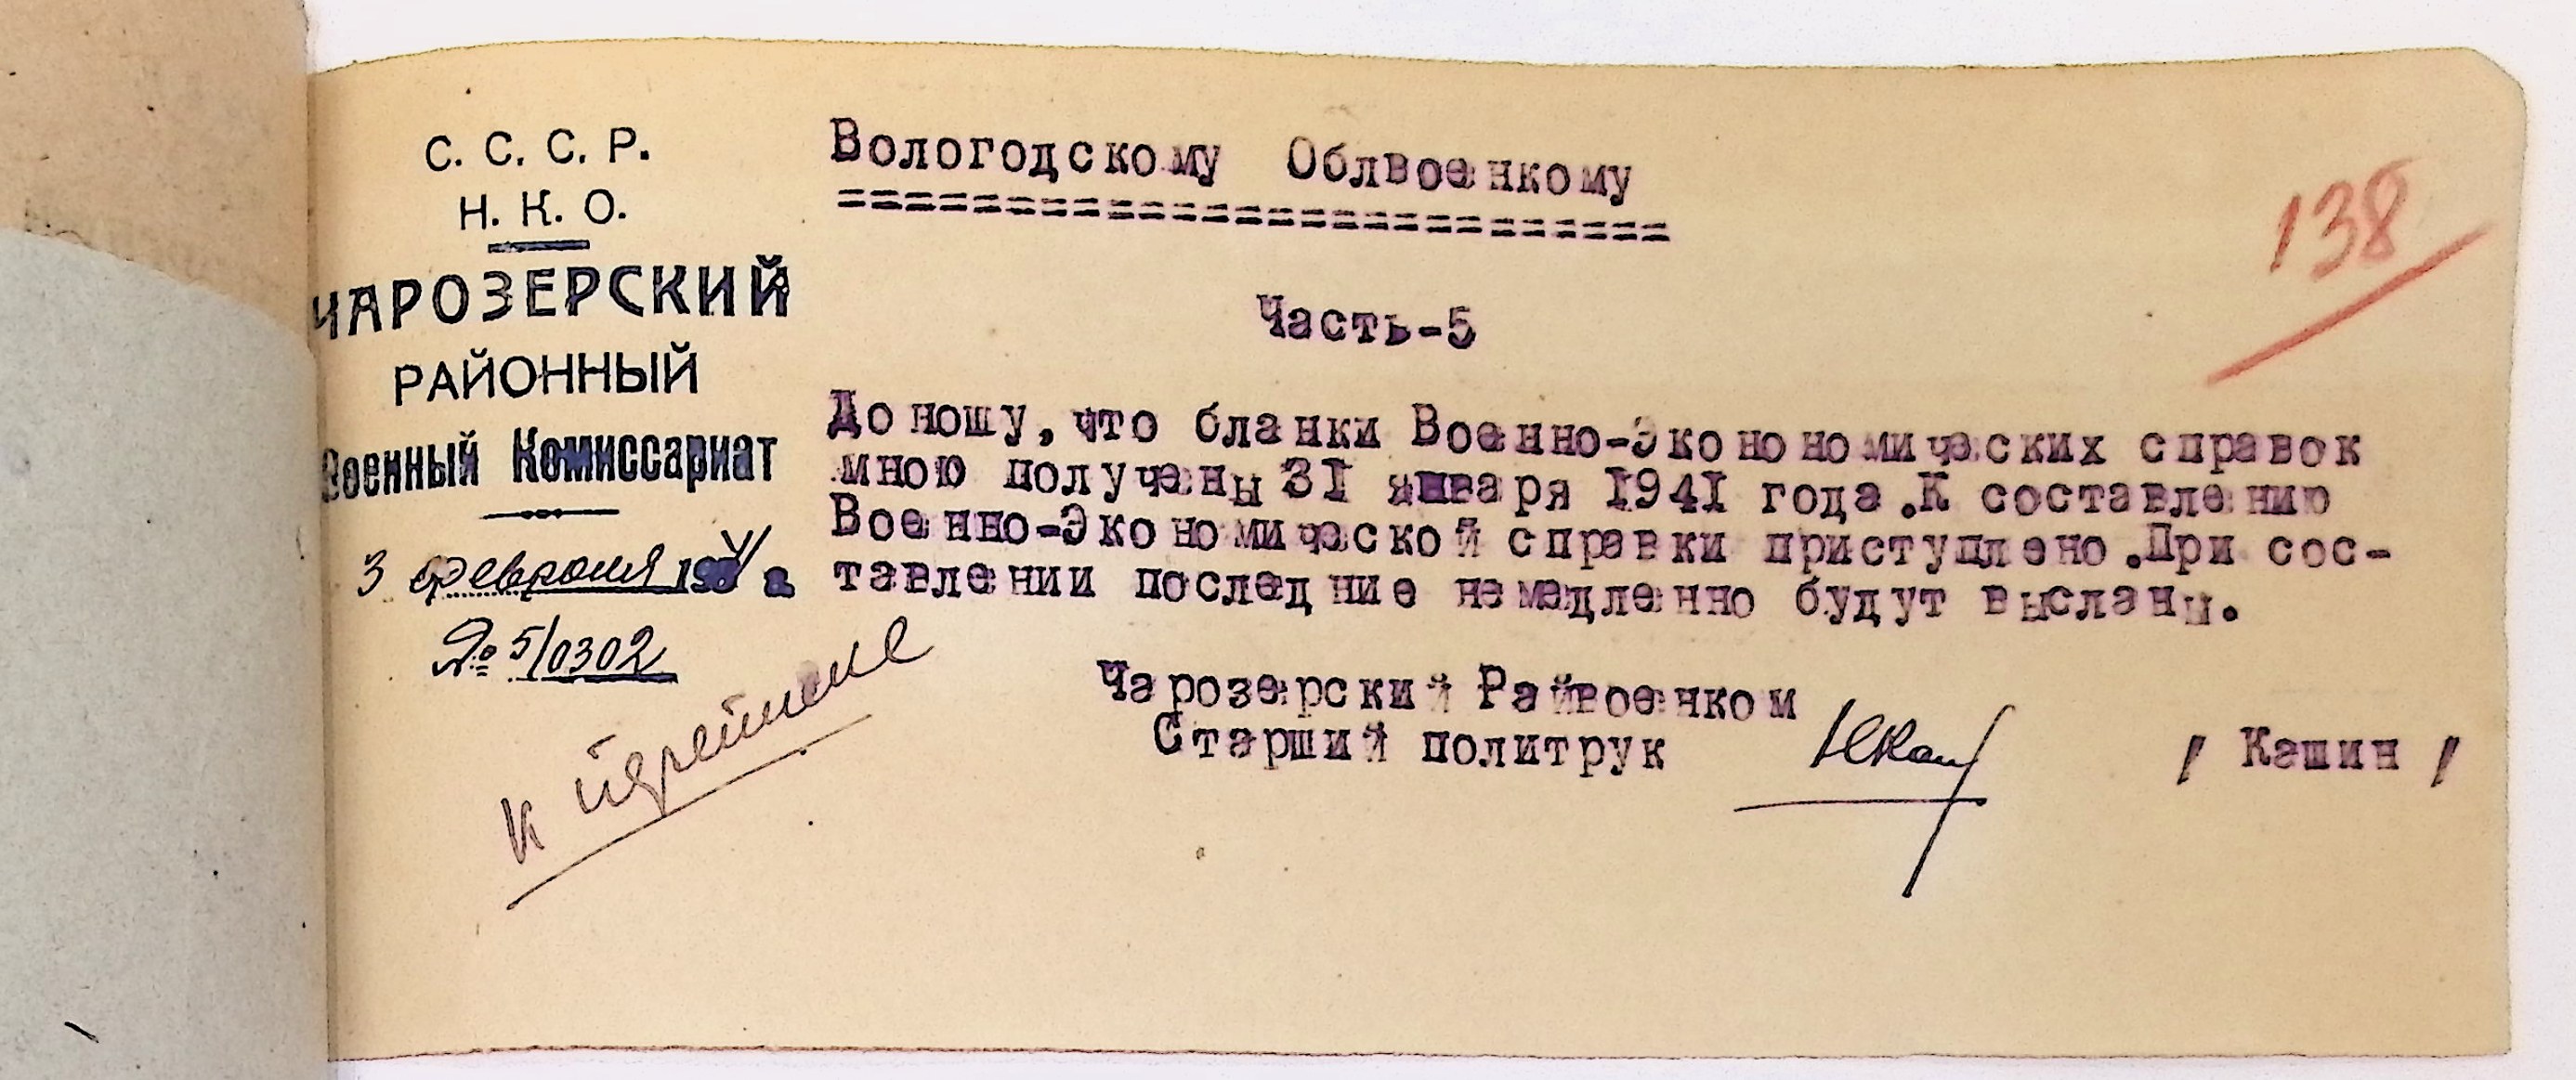 С. С. С. Р.
Н. К. О.
ЧАРОЗЕРСКИЙ
РАЙОННЫЙ
Военный Комиссариат
3 февраля 1941 г
№ 5/0302
Вологодскому Облвоенкому
=========================
138
Часть-5
Доношу, что бланки Военно-Экононономических справок
мною получены 31 января 1941 года.К составлению
Военно-Экономической справки приступлено.При сос-
тавлении последние немедленно будут высланы.
Чарозерский Райвоенком
Старший политрук / Кашин /
К